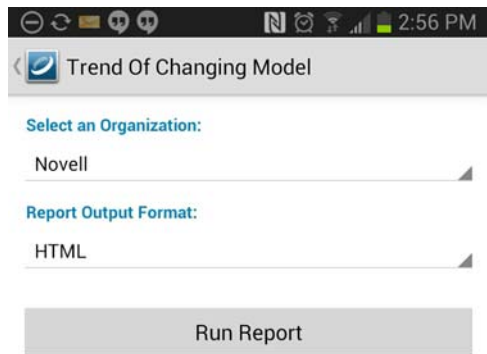 2:56 PM
Trend Of Changing Model
Select an Organization:
Novell
Report Output Format:
HTML
Run Report